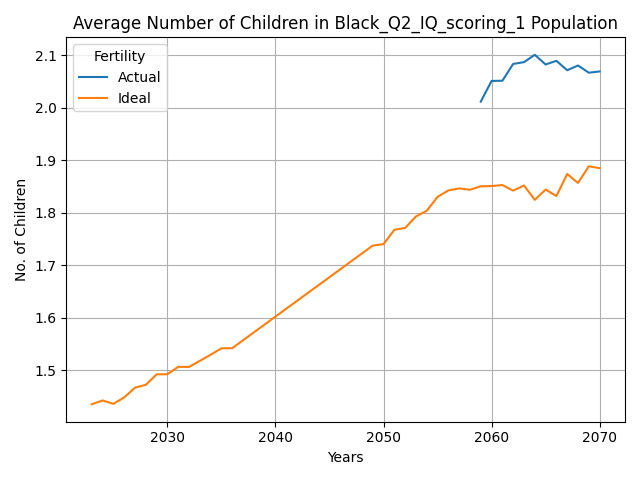 Average Number of Children in Black_Q2_IQ_scoring_1 Population
Fertility
Actual
Ideal
No. of Children
2.1
2.0
1.9
1.8
1.7
1.6
1.5
2030 2040 2050 2060 2070
Years